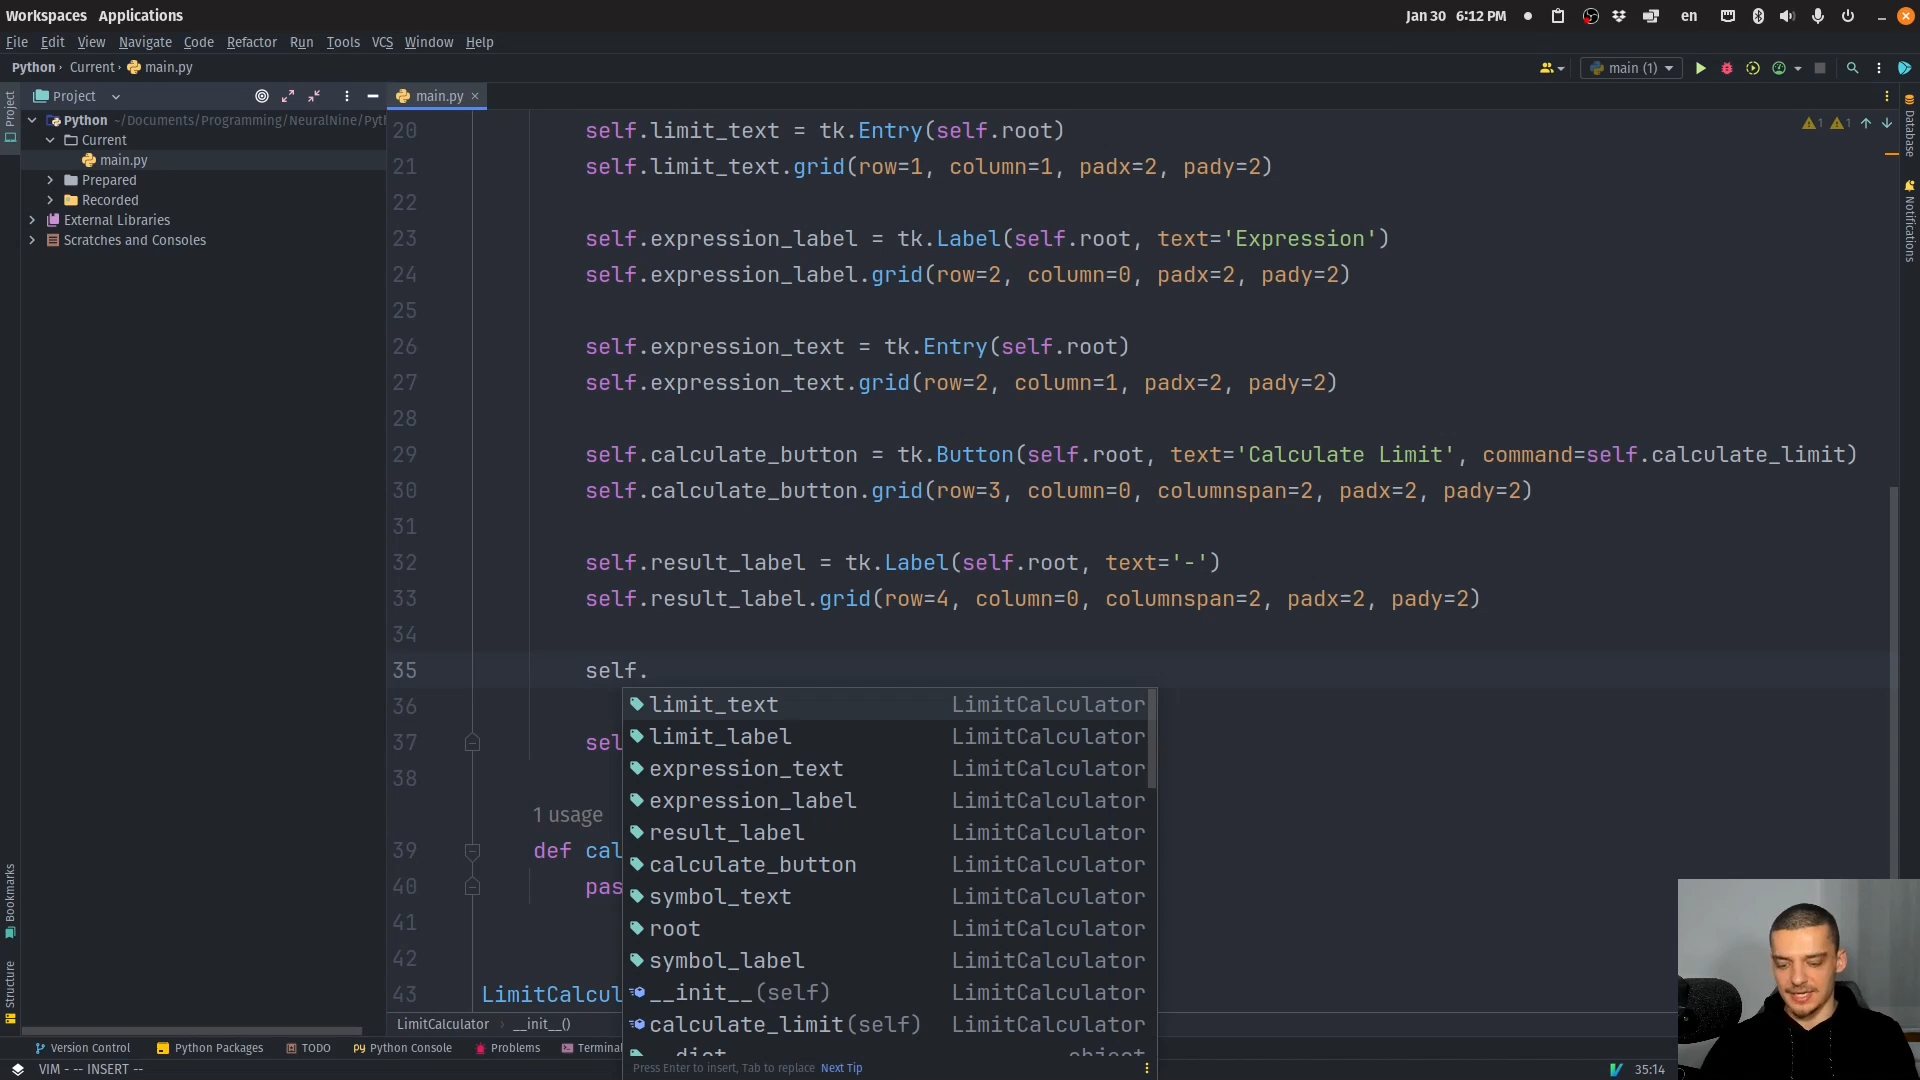 Workspaces Applications
Jan 30 6:12 PM
en
File Edit View Navigate Code Refactor Run Tools VCS Window Help
Python Current main.py
main (1)
Project
Project
main.py
Python ~/Documents/Programming/NeuralNine/Pyth
Current
main.py
Prepared
Recorded
External Libraries
Scratches and Consoles
1 1
Database
Notifications
20 self.limit_text = tk.Entry(self.root)
21 self.limit_text.grid(row=1, column=1, padx=2, pady=2)
22
23 self.expression_label = tk.Label(self.root, text='Expression')
24 self.expression_label.grid(row=2, column=0, padx=2, pady=2)
25
26 self.expression_text = tk.Entry(self.root)
27 self.expression_text.grid(row=2, column=1, padx=2, pady=2)
28
29 self.calculate_button = tk.Button(self.root, text='Calculate Limit', command=self.calculate_limit)
30 self.calculate_button.grid(row=3, column=0, columnspan=2, padx=2, pady=2)
31
32 self.result_label = tk.Label(self.root, text='-')
33 self.result_label.grid(row=4, column=0, columnspan=2, padx=2, pady=2)
34
35 self.
36
37 sel
38
1 usage
39 def cal
40 pas
41
42
43 LimitCalcul
limit_text LimitCalculator
limit_label LimitCalculator
expression_text LimitCalculator
expression_label LimitCalculator
result_label LimitCalculator
calculate_button LimitCalculator
symbol_text LimitCalculator
root LimitCalculator
symbol_label LimitCalculator
__init__(self) LimitCalculator
calculate_limit(self) LimitCalculator
Press Enter to insert, Tab to replace Next Tip
LimitCalculator __init__()
Bookmarks
Structure
Version Control Python Packages TODO Python Console Problems Terminal
VIM - -- INSERT --
35:14